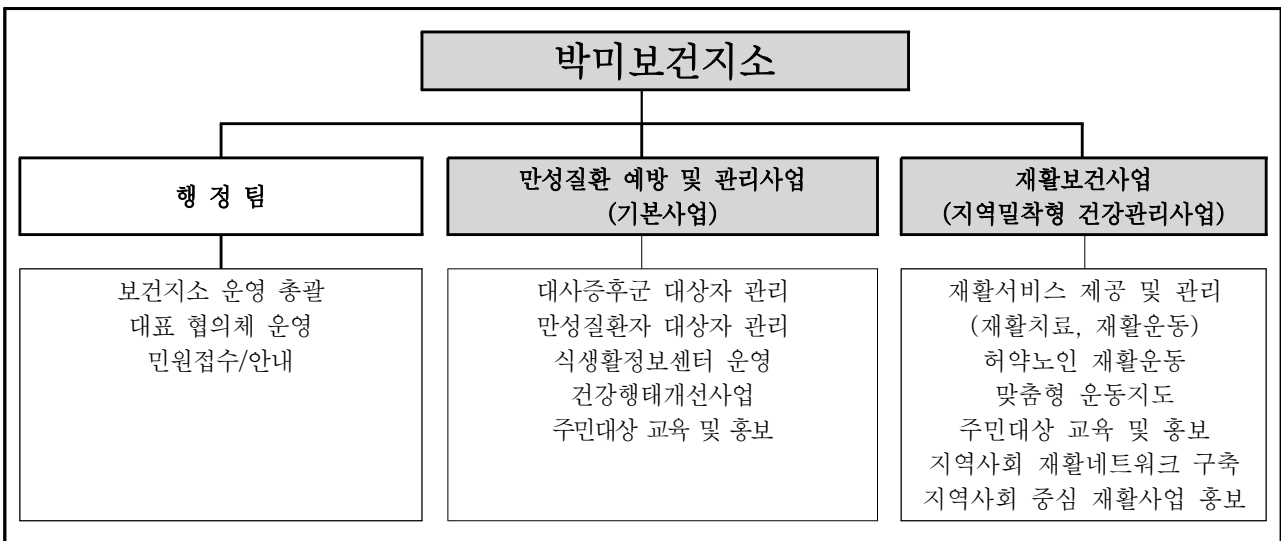 박미보건지소
행 정 팀
보건지소 운영 총괄
대표 협의체 운영
민원접수/안내
만성질환 예방 및 관리사업
(기본사업)
대사증후군 대상자 관리
만성질환자 대상자 관리
식생활정보센터 운영
건강행태개선사업
주민대상 교육 및 홍보
재활보건사업
(지역밀착형 건강관리사업)
재활서비스 제공 및 관리
(재활치료, 재활운동)
허약노인 재활운동
맞춤형 운동지도
주민대상 교육 및 홍보
지역사회 재활네트워크 구축
지역사회 중심 재활사업 홍보